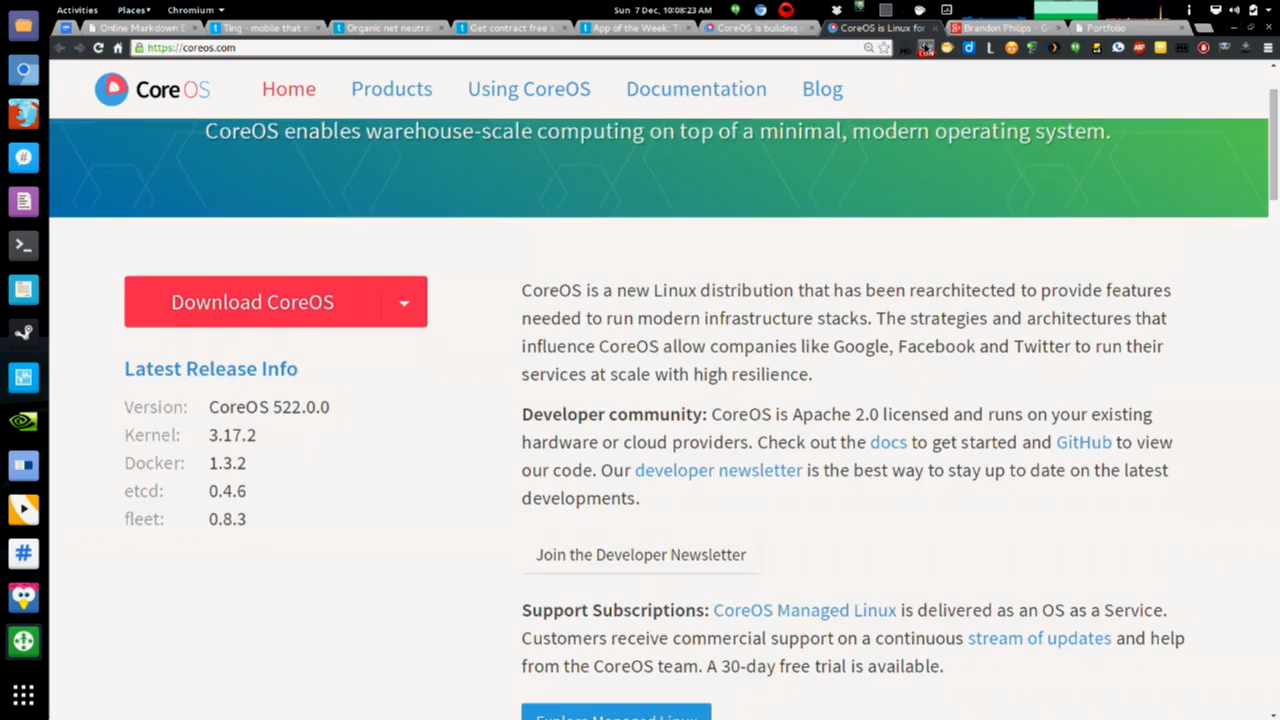 Activities Places Chromium Sun 7 Dec, 10:08:23 AM
Online Markdown E Ting - mobile that m Organic net neutra Get contract free a App of the Week: T CoreOS is building CoreOS is Linux for Brandon Philips - G Portfolio
https://coreos.com
CoreOS Home Products Using CoreOS Documentation Blog
CoreOS enables warehouse-scale computing on top of a minimal, modern operating system.
Download CoreOS
Latest Release Info
Version: CoreOS 522.0.0
Kernel: 3.17.2
Docker: 1.3.2
etcd: 0.4.6
fleet: 0.8.3
CoreOS is a new Linux distribution that has been rearchitected to provide features
needed to run modern infrastructure stacks. The strategies and architectures that
influence CoreOS allow companies like Google, Facebook and Twitter to run their
services at scale with high resilience.
Developer community: CoreOS is Apache 2.0 licensed and runs on your existing
hardware or cloud providers. Check out the docs to get started and GitHub to view
our code. Our developer newsletter is the best way to stay up to date on the latest
developments.
Join the Developer Newsletter
Support Subscriptions: CoreOS Managed Linux is delivered as an OS as a Service.
Customers receive commercial support on a continuous stream of updates and help
from the CoreOS team. A 30-day free trial is available.
Explore Managed Linux